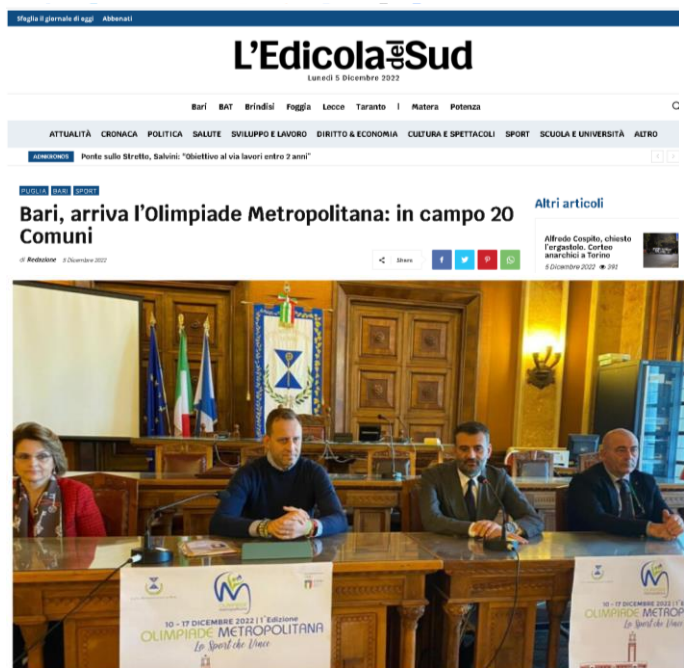 Sfoglia il giornale di oggi Abbonati
L'Edicola del Sud
Lunedì 5 Dicembre 2022
Bari BAT Brindisi Foggia Lecce Taranto | Matera Potenza
ATTUALITÀ CRONACA POLITICA SALUTE SVILUPPO E LAVORO DIRITTO & ECONOMIA CULTURA E SPETTACOLI SPORT SCUOLA E UNIVERSITÀ ALTRO
ADNKRONOS Ponte sullo Stretto, Salvini: "Obiettivo al via lavori entro 2 anni"
PUGLIA BARI SPORT
Bari, arriva l'Olimpiade Metropolitana: in campo 20
Comuni
di Redazione 5 Dicembre 2022
Share
Altri articoli
Alfredo Cospito, chiesto
l'ergastolo. Corteo
anarchici a Torino
5 Dicembre 2022 391
10 - 17 DICEMBRE 2022 | 1ª Edizione
OLIMPIADE METROPOLITANA
Lo Sport che Vince
10 - 17 DICEMBRE 2022 | 1ª
OLIMPIADE METROP
Lo Sport che Vince